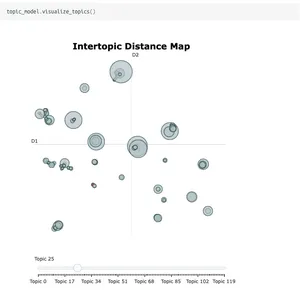 topic_model.visualize_topics()
Intertopic Distance Map
D2
D1
Topic 25
Topic 0 Topic 17 Topic 34 Topic 51 Topic 68 Topic 85 Topic 102 Topic 119